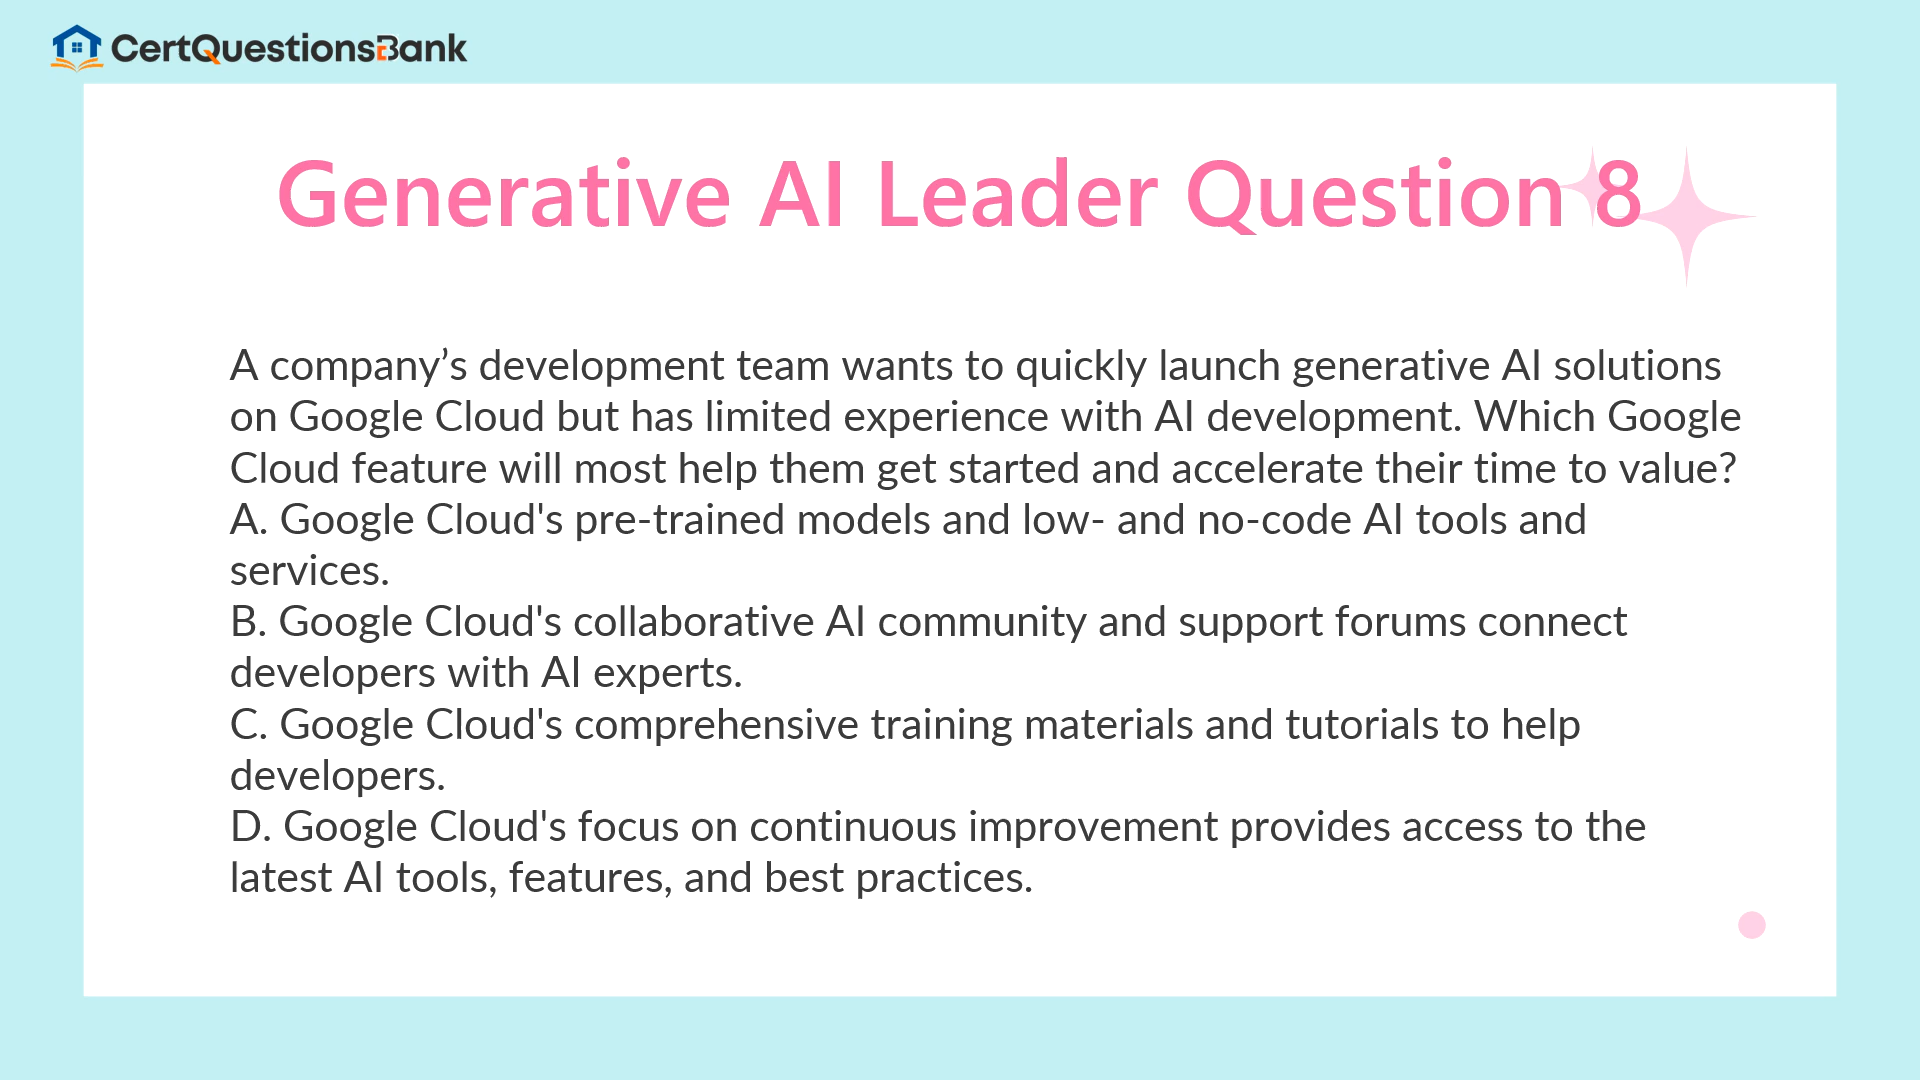 CertQuestionsBank
Generative AI Leader Question 8
A company’s development team wants to quickly launch generative AI solutions
on Google Cloud but has limited experience with AI development. Which Google
Cloud feature will most help them get started and accelerate their time to value?
A. Google Cloud's pre-trained models and low- and no-code AI tools and
services.
B. Google Cloud's collaborative AI community and support forums connect
developers with AI experts.
C. Google Cloud's comprehensive training materials and tutorials to help
developers.
D. Google Cloud's focus on continuous improvement provides access to the
latest AI tools, features, and best practices.